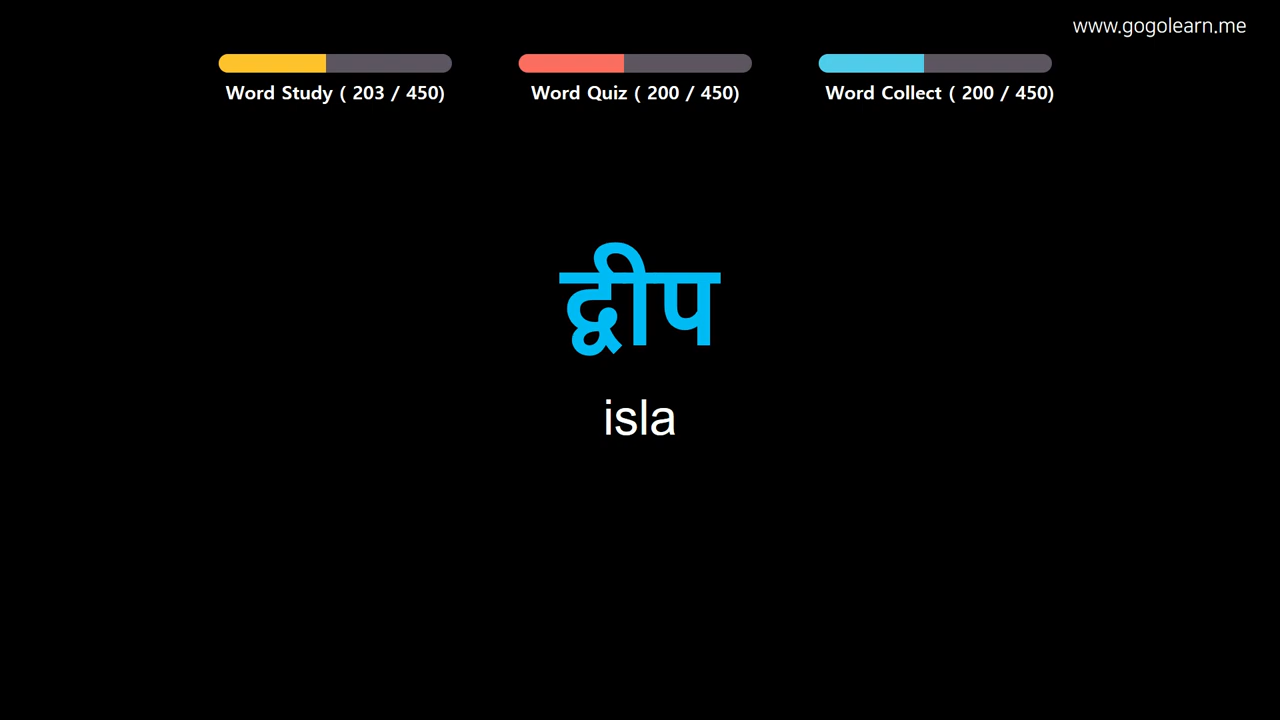 www.gogolearn.me
Word Study ( 203 / 450)
Word Quiz ( 200 / 450)
Word Collect ( 200 / 450)
द्वीप
isla